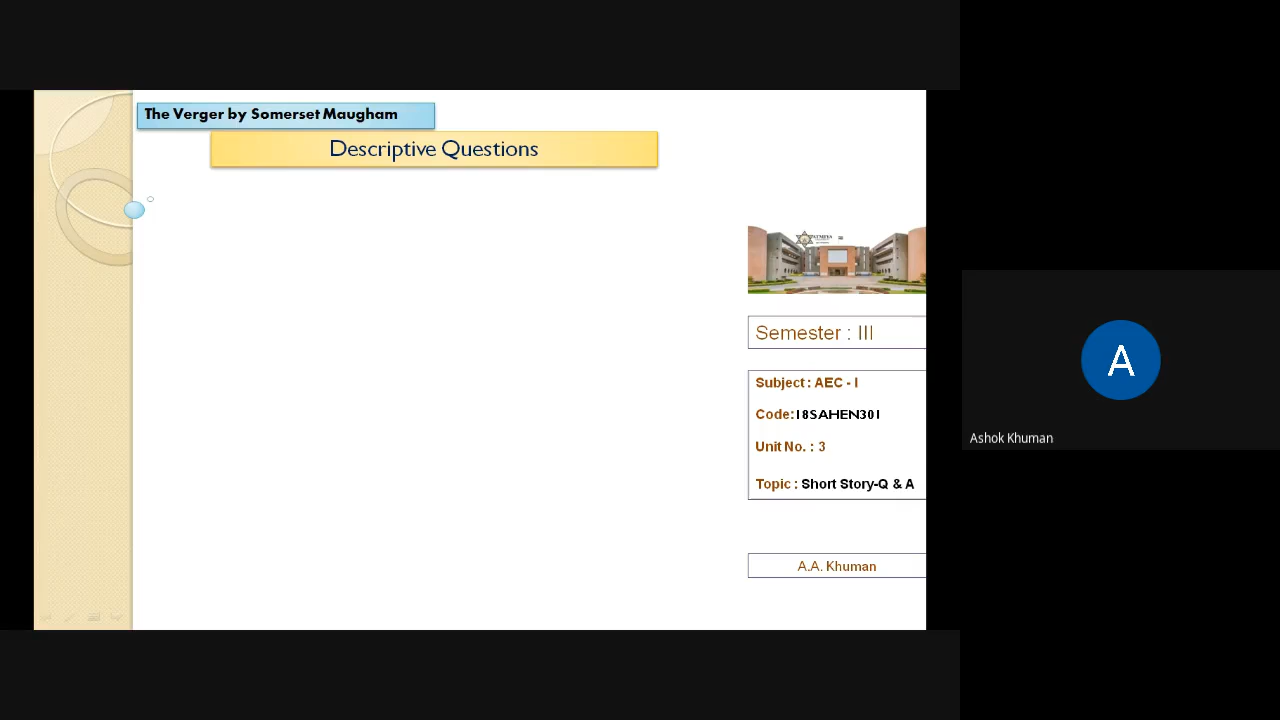 The Verger by Somerset Maugham
Descriptive Questions
Semester : III
Subject : AEC - I
Code:18SAHEN301
Unit No. : 3
Topic : Short Story-Q & A
A.A. Khuman
A
Ashok Khuman